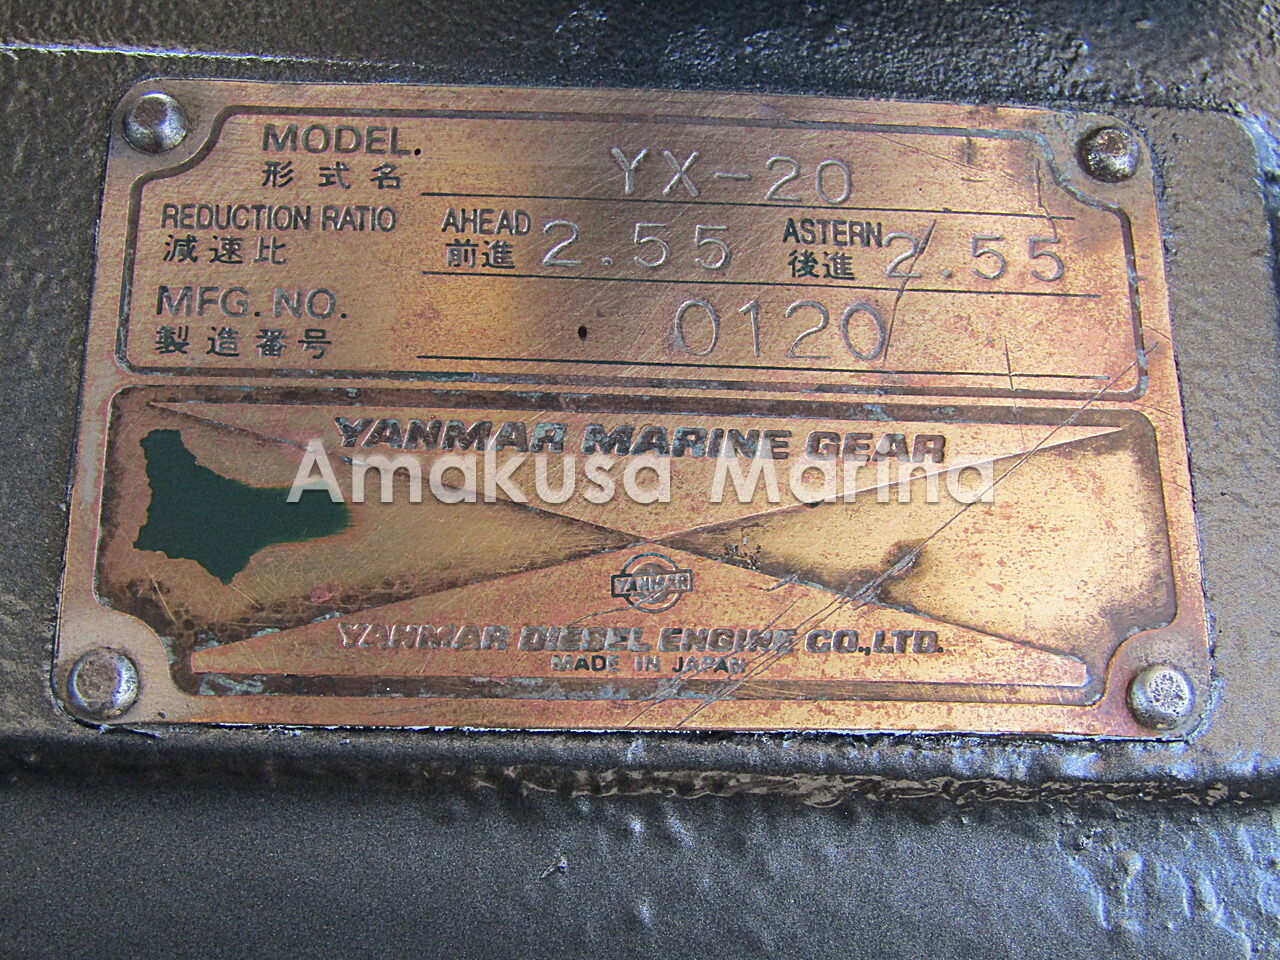 MODEL. YX-20
形式名
REDUCTION RATIO AHEAD 2.55 ASTERN 2.55
減速比 前進 後進
MFG. NO. 0120
製造番号
YANMAR MARINE GEAR
Amakusa Marina
YANMAR
YANMAR DIESEL ENGINE CO.,LTD.
MADE IN JAPAN